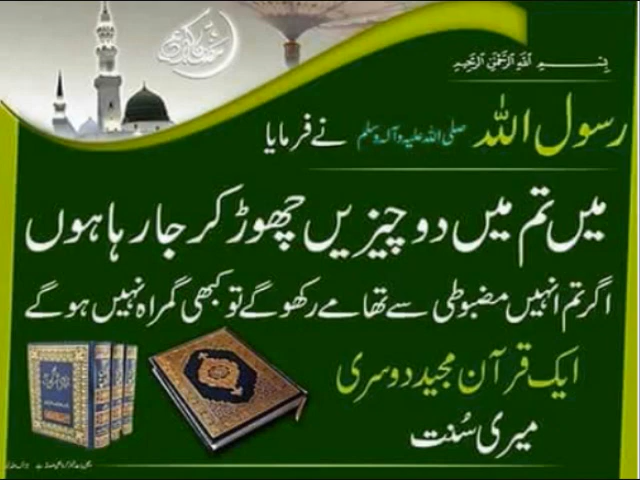 بِسْمِ اللهِ الرَّحْمٰنِ الرَّحِيْمِ
رسول اللہ صلی اللہ علیہ وآلہ وسلم نے فرمایا
میں تم میں دو چیزیں چھوڑ کر جا رہا ہوں
اگر تم انہیں مضبوطی سے تھامے رکھو گے تو کبھی گمراہ نہیں ہو گے
ایک قرآن مجید دوسری
میری سُنت